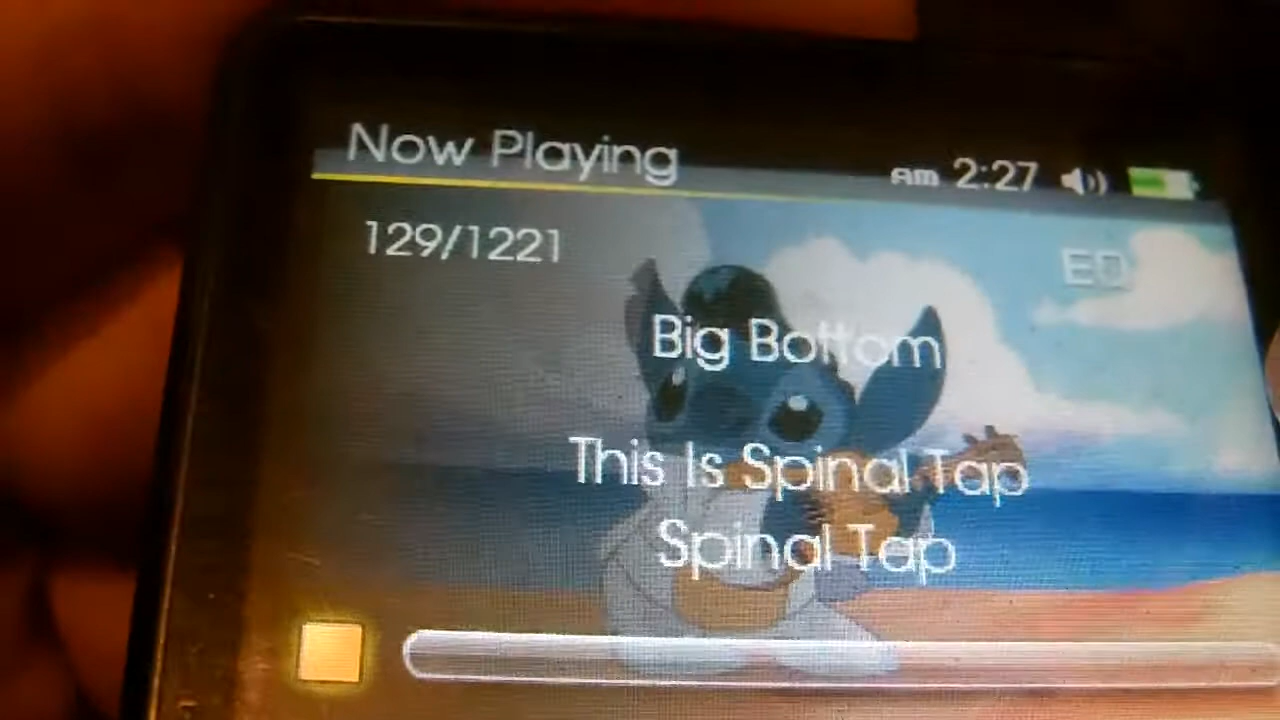 Now Playing
AM 2:27
129/1221
Big Bottom
This Is Spinal Tap
Spinal Tap